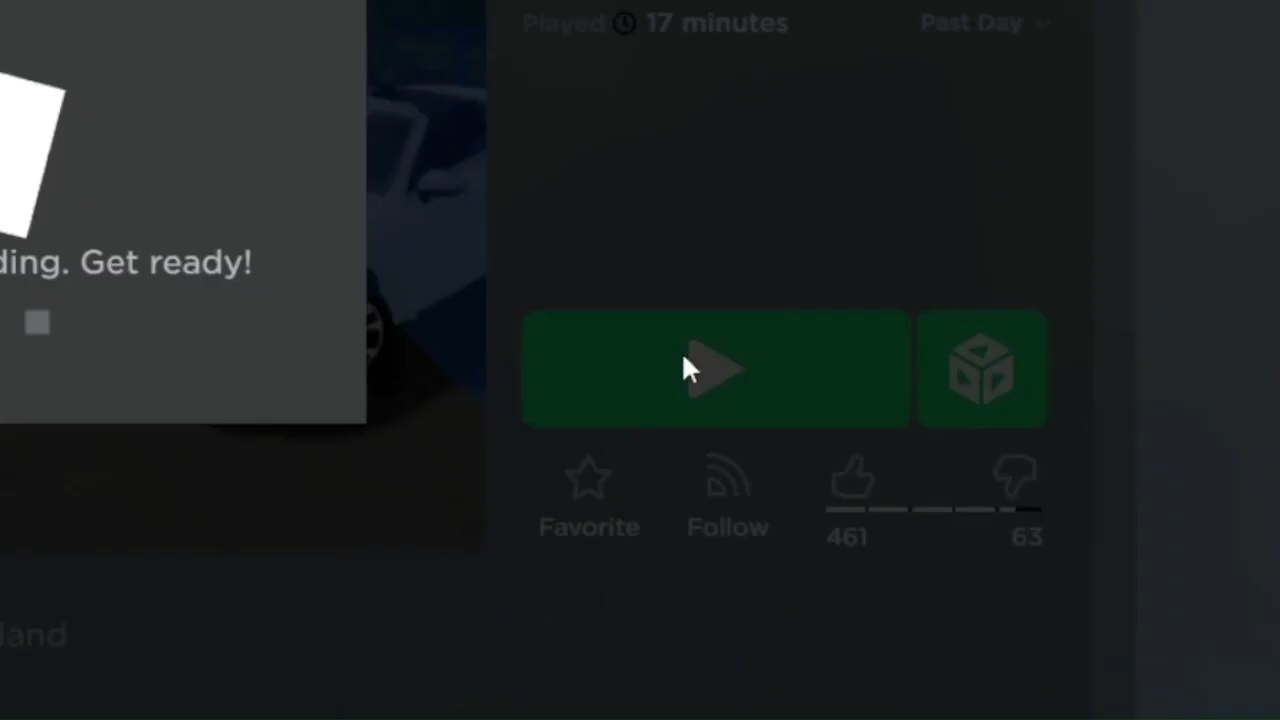 Played 17 minutes
Past Day
ding. Get ready!
Favorite
Follow
461
63
land